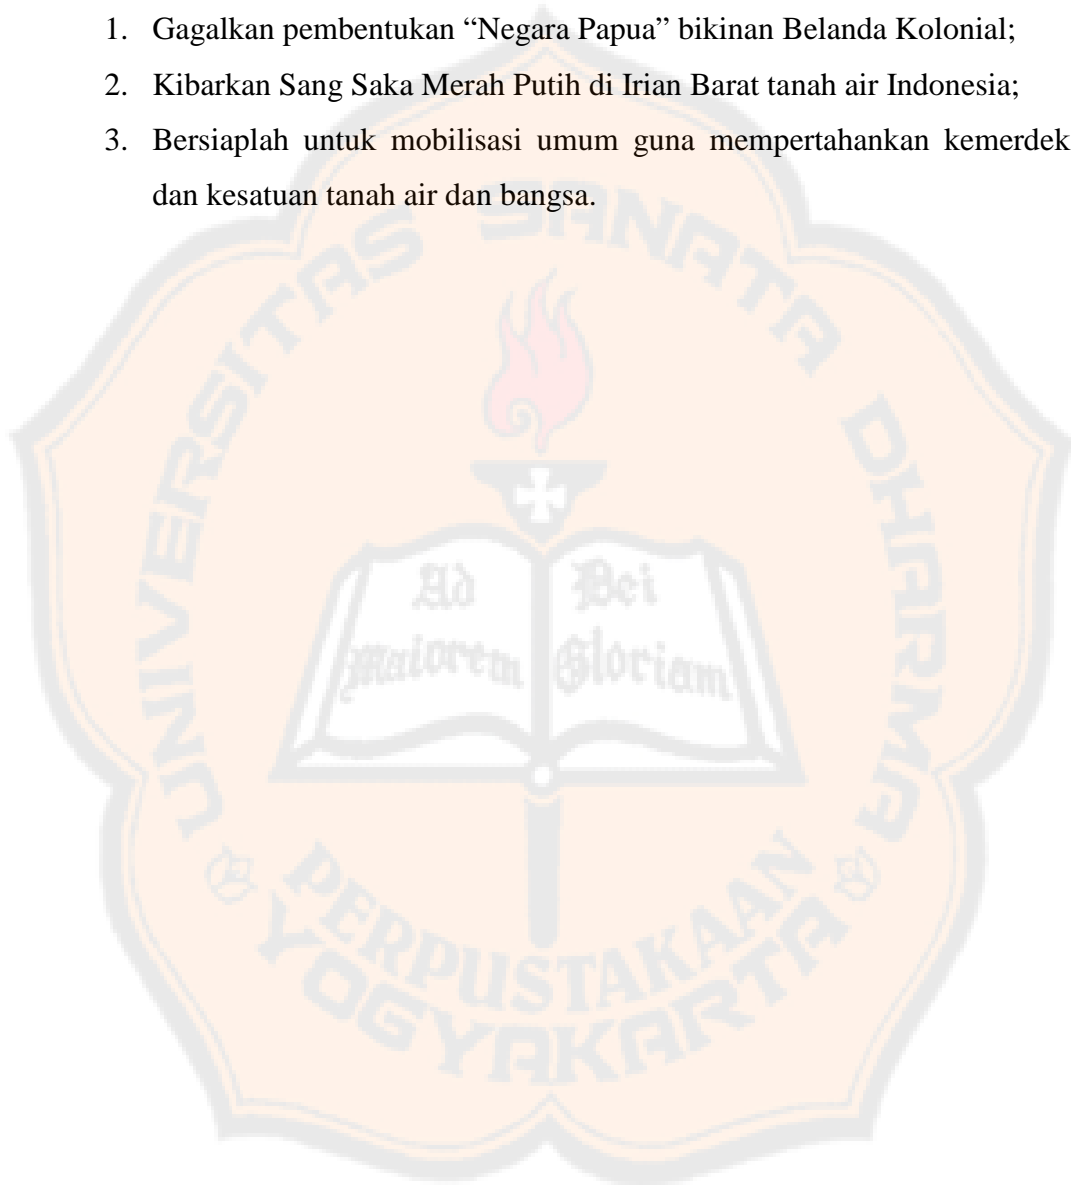 1. Gagalkan pembentukan “Negara Papua” bikinan Belanda Kolonial;
2. Kibarkan Sang Saka Merah Putih di Irian Barat tanah air Indonesia;
3. Bersiaplah untuk mobilisasi umum guna mempertahankan kemerdek
dan kesatuan tanah air dan bangsa.
UNIVERSITAS SANATA DHARMA
Ad Dei
Maiorem Gloriam
PERPUSTAKAAN
YOGYAKARTA